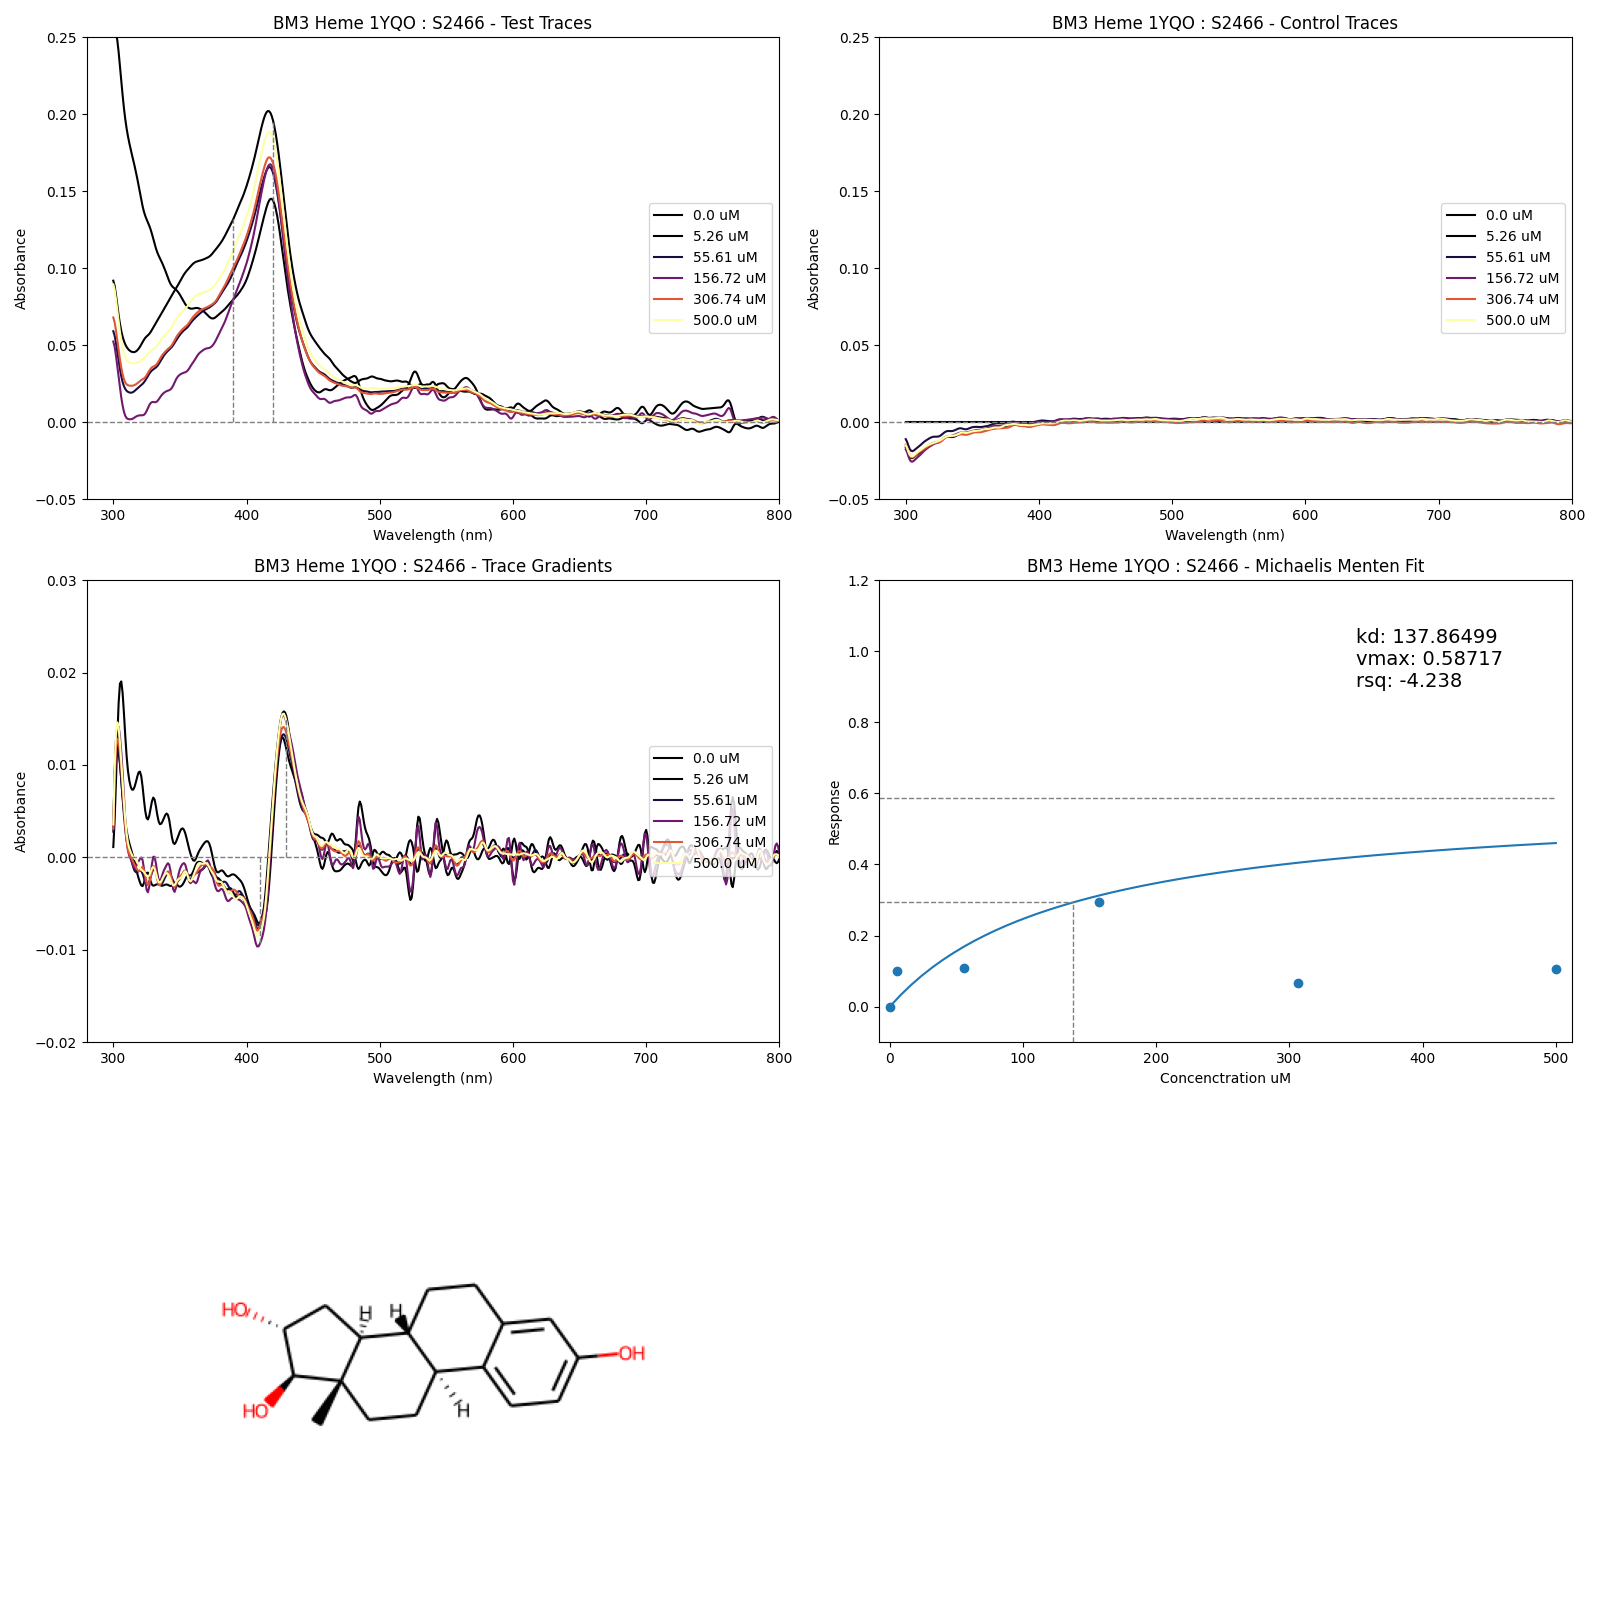 BM3 Heme 1YQO : S2466 - Test Traces
0.25
0.20
0.15
0.10
0.05
0.00
−0.05
Absorbance
0.0 uM
5.26 uM
55.61 uM
156.72 uM
306.74 uM
500.0 uM
300 400 500 600 700 800
Wavelength (nm)
BM3 Heme 1YQO : S2466 - Control Traces
0.25
0.20
0.15
0.10
0.05
0.00
−0.05
Absorbance
0.0 uM
5.26 uM
55.61 uM
156.72 uM
306.74 uM
500.0 uM
300 400 500 600 700 800
Wavelength (nm)
BM3 Heme 1YQO : S2466 - Trace Gradients
0.03
0.02
0.01
0.00
−0.01
−0.02
Absorbance
0.0 uM
5.26 uM
55.61 uM
156.72 uM
306.74 uM
500.0 uM
300 400 500 600 700 800
Wavelength (nm)
BM3 Heme 1YQO : S2466 - Michaelis Menten Fit
1.2
1.0
0.8
0.6
0.4
0.2
0.0
Response
kd: 137.86499
vmax: 0.58717
rsq: -4.238
0 100 200 300 400 500
Concenctration uM
HO H H
OH
HO H